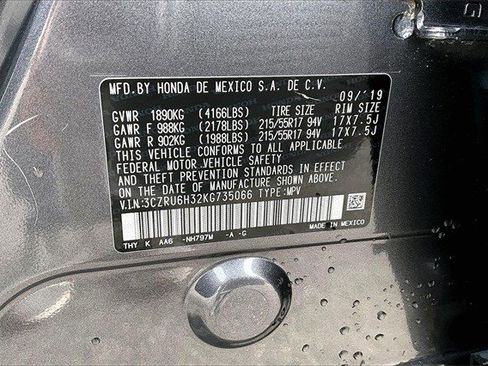 MFD.BY HONDA DE MEXICO S.A. DE C.V.
09/'19
GVWR 1890KG (4166LBS) TIRE SIZE RIM SIZE
GAWR F 988KG (2178LBS) 215/55R17 94V 17X7.5J
GAWR R 902KG (1988LBS) 215/55R17 94V 17X7.5J
THIS VEHICLE CONFORMS TO ALL APPLICABLE
FEDERAL MOTOR VEHICLE SAFETY
AND THEFT PREVENTION STANDARDS IN EFFECT
ON THE DATE OF MANUFACTURE SHOWN ABOVE.
V.I.N:3CZRU6H32KG735066 TYPE:MPV
MADE IN MEXICO
THY K AA6 -NH797M -A -G